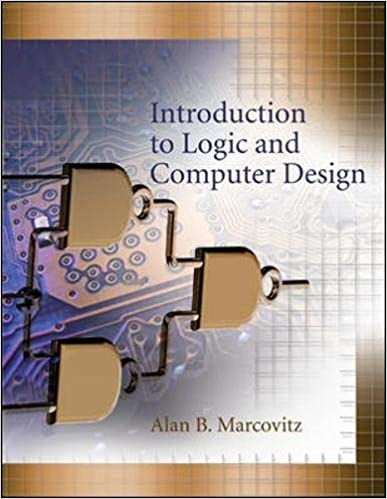 Introduction
to Logic and
Computer Design
Alan B. Marcovitz